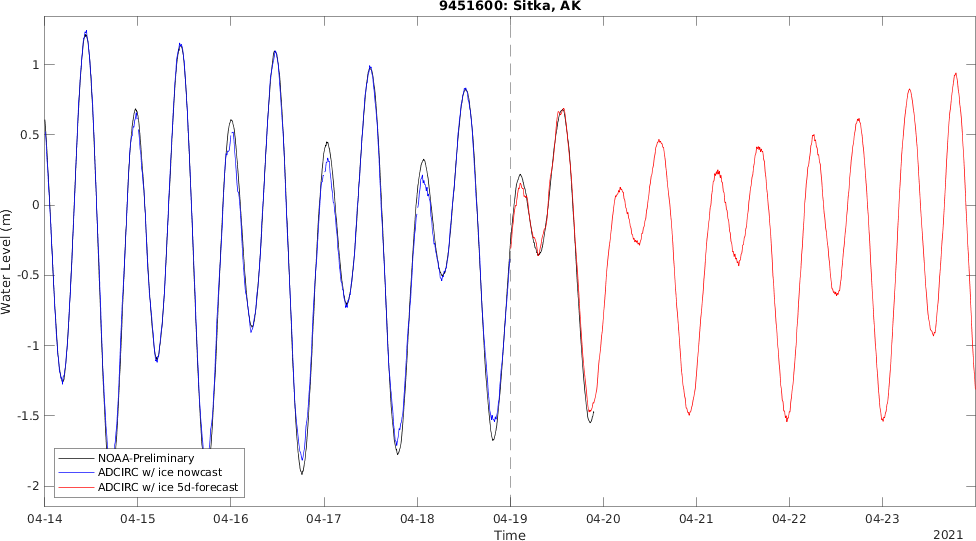 9451600: Sitka, AK
Water Level (m)
1
0.5
0
-0.5
-1
-1.5
-2
NOAA-Preliminary
ADCIRC w/ ice nowcast
ADCIRC w/ ice 5d-forecast
04-14 04-15 04-16 04-17 04-18 04-19 04-20 04-21 04-22 04-23
Time
2021